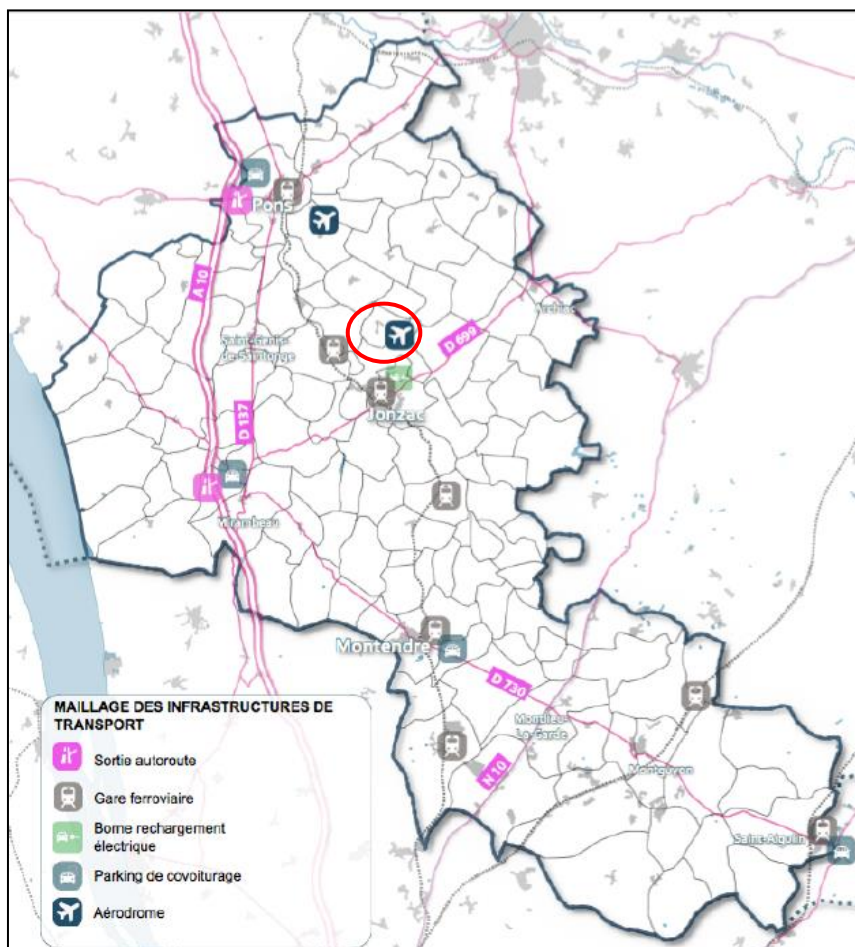 Pons
A 10
Archiac
Saint-Genis-
de-Saintonge
D 699
Jonzac
D 137
Mirambeau
Montendre
D 730
Montlieu-
La-Garde
N 10
Montguyon
Saint-Aigulin
MAILLAGE DES INFRASTRUCTURES DE
TRANSPORT
Sortie autoroute
Gare ferroviaire
Borne rechargement
électrique
Parking de covoiturage
Aérodrome